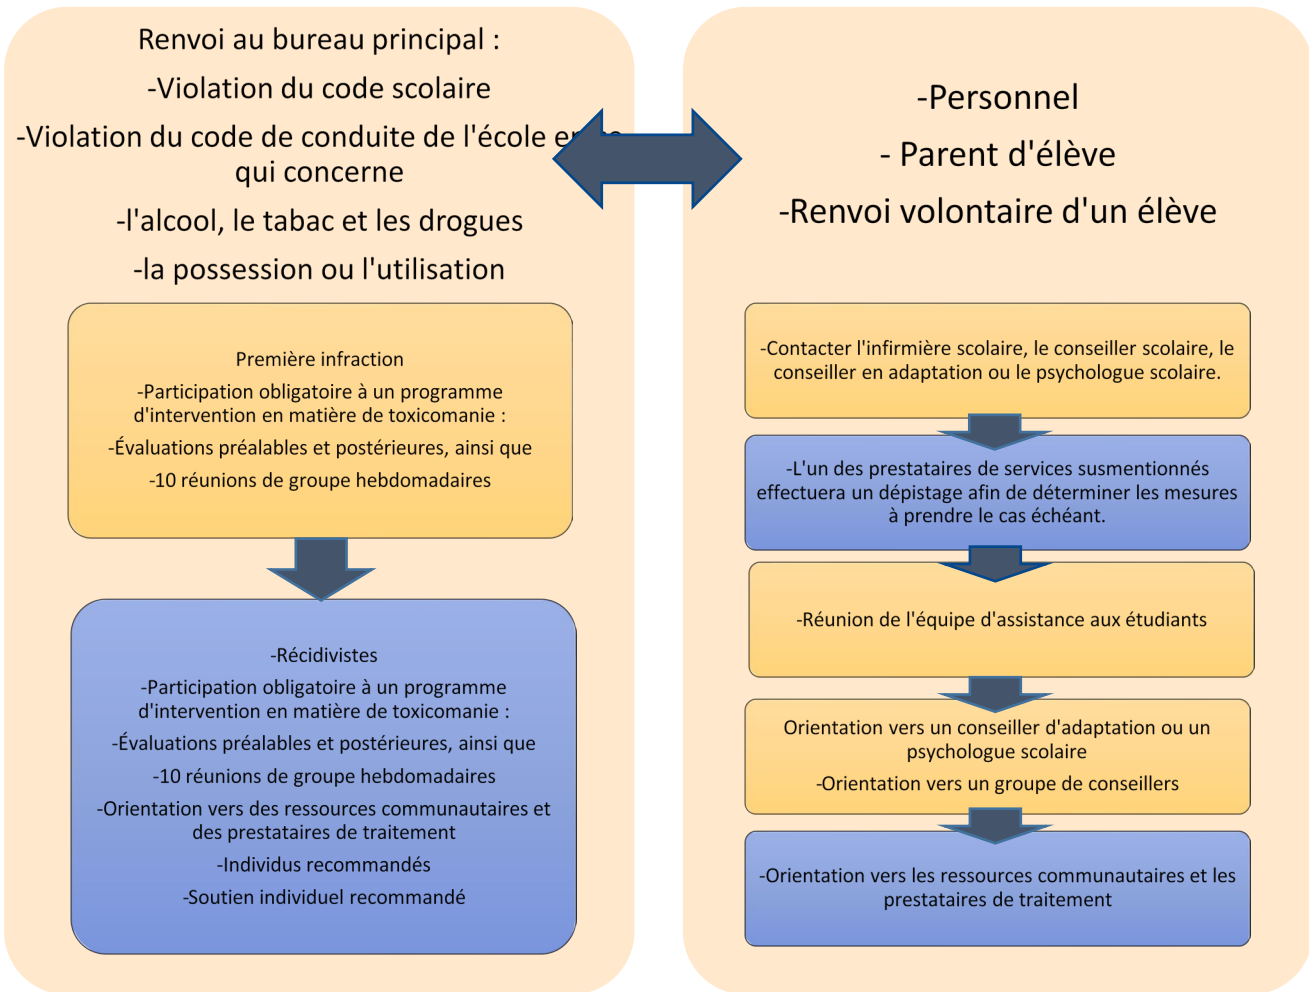 Renvoi au bureau principal :
-Violation du code scolaire
-Violation du code de conduite de l'école
qui concerne
-l'alcool, le tabac et les drogues
-la possession ou l'utilisation
Première infraction
-Participation obligatoire à un programme
d'intervention en matière de toxicomanie :
-Évaluations préalables et postérieures, ainsi que
-10 réunions de groupe hebdomadaires
-Récidivistes
-Participation obligatoire à un programme
d'intervention en matière de toxicomanie :
-Évaluations préalables et postérieures, ainsi que
-10 réunions de groupe hebdomadaires
-Orientation vers des ressources communautaires et
des prestataires de traitement
-Individus recommandés
-Soutien individuel recommandé
-Personnel
- Parent d'élève
-Renvoi volontaire d'un élève
-Contacter l'infirmière scolaire, le conseiller scolaire, le
conseiller en adaptation ou le psychologue scolaire.
-L'un des prestataires de services susmentionnés
effectuera un dépistage afin de déterminer les mesures
à prendre le cas échéant.
-Réunion de l'équipe d'assistance aux étudiants
Orientation vers un conseiller d'adaptation ou un
psychologue scolaire
-Orientation vers un groupe de conseillers
-Orientation vers les ressources communautaires et les
prestataires de traitement